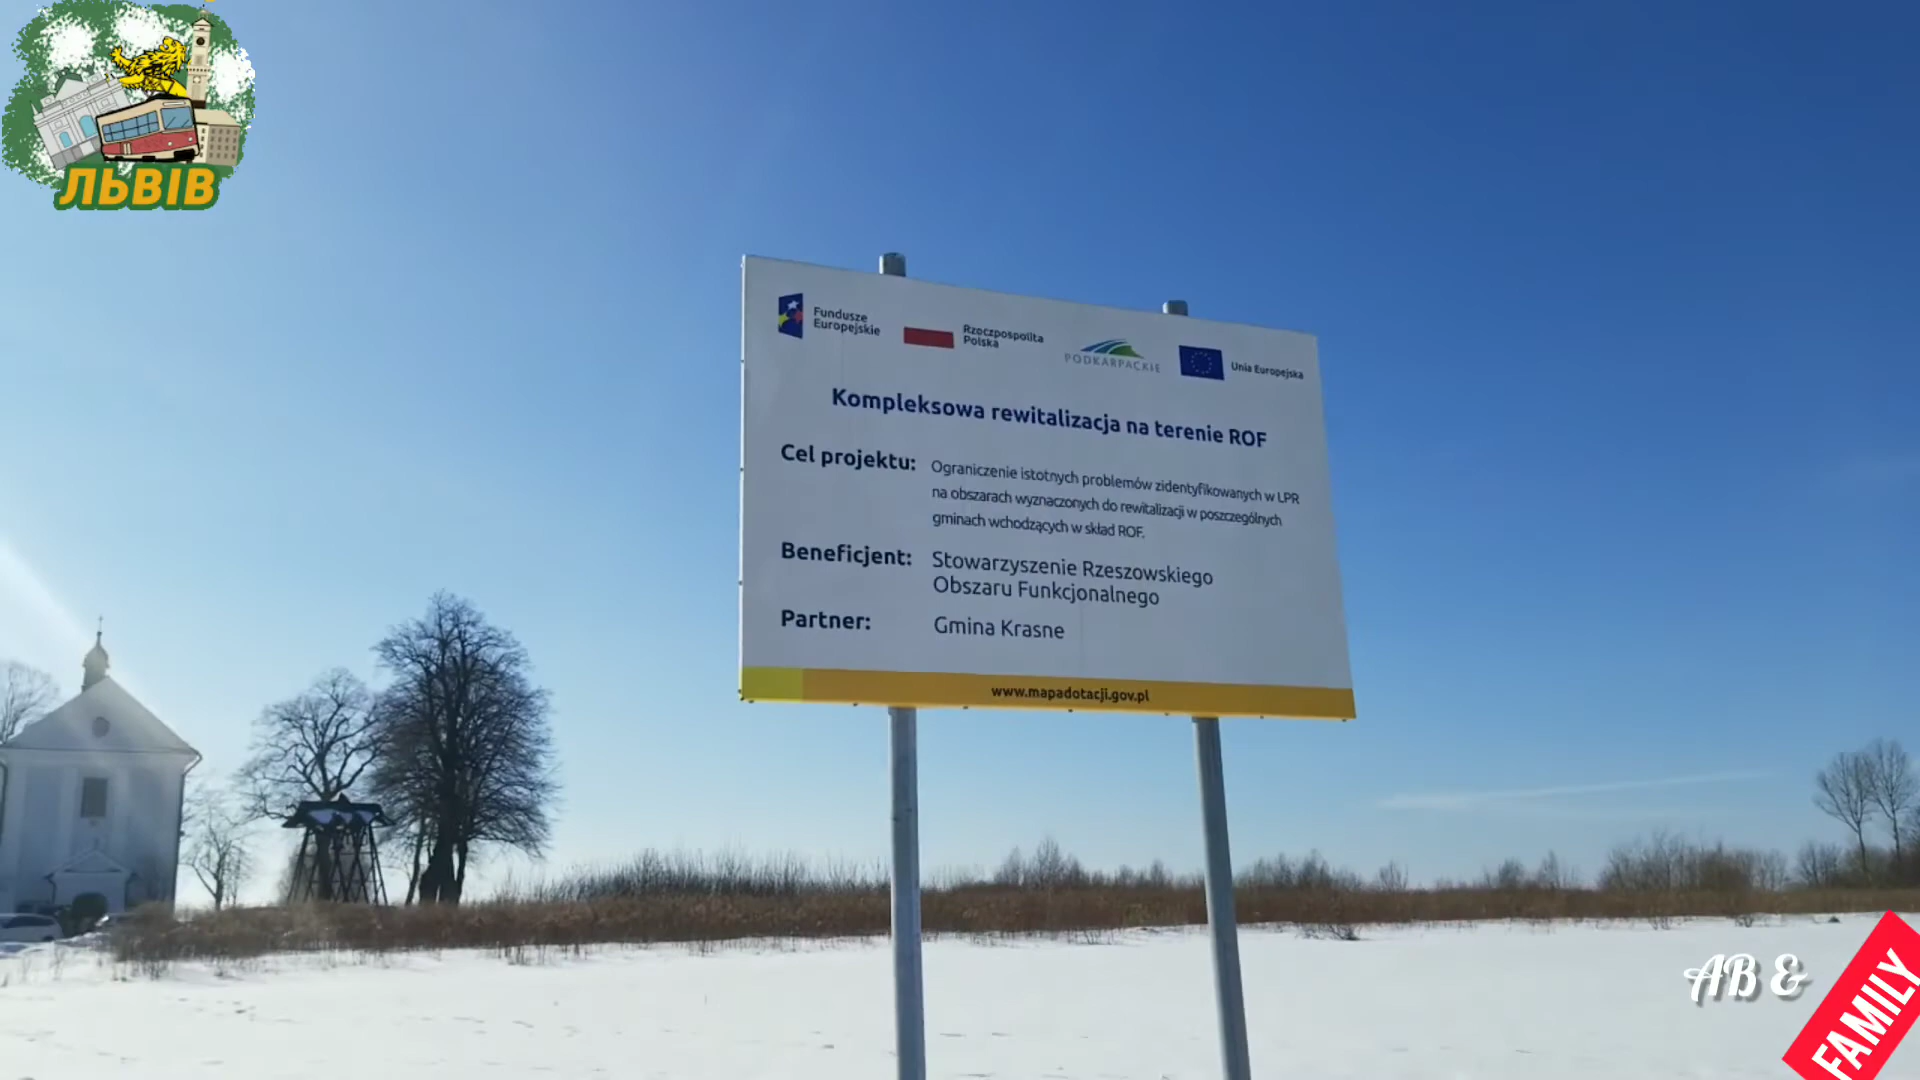 ЛЬВІВ
Fundusze
Europejskie
Rzeczpospolita
Polska
PODKARPACKIE
Unia Europejska
Kompleksowa rewitalizacja na terenie ROF
Cel projektu:
Ograniczenie istotnych problemów zidentyfikowanych w LPR
na obszarach wyznaczonych do rewitalizacji w poszczególnych
gminach wchodzących w skład ROF.
Beneficjent:
Stowarzyszenie Rzeszowskiego
Obszaru Funkcjonalnego
Partner:
Gmina Krasne
www.mapadotacji.gov.pl
AB &
FAMILY